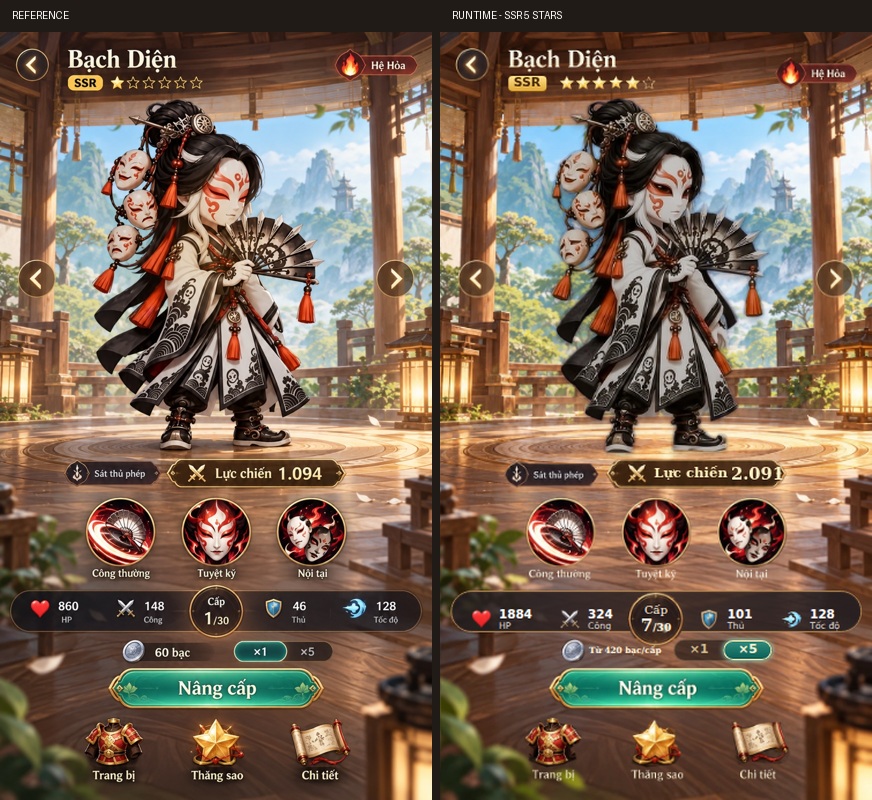 REFERENCE
Bạch Diện
SSR
Hệ Hỏa
Sát thủ phép
Lực chiến 1.094
Công thường
Tuyệt kỹ
Nội tại
860
HP
148
Công
Cấp
1/30
46
Thủ
128
Tốc độ
60 bạc
×1
×5
Nâng cấp
Trang bị
Thăng sao
Chi tiết
RUNTIME - SSR 5 STARS
Bạch Diện
SSR
Hệ Hỏa
Sát thủ phép
Lực chiến 2.091
Công thường
Tuyệt kỹ
Nội tại
1884
HP
324
Công
Cấp
7/30
101
Thủ
128
Tốc độ
Từ 420 bạc/cấp
×1
×5
Nâng cấp
Trang bị
Thăng sao
Chi tiết